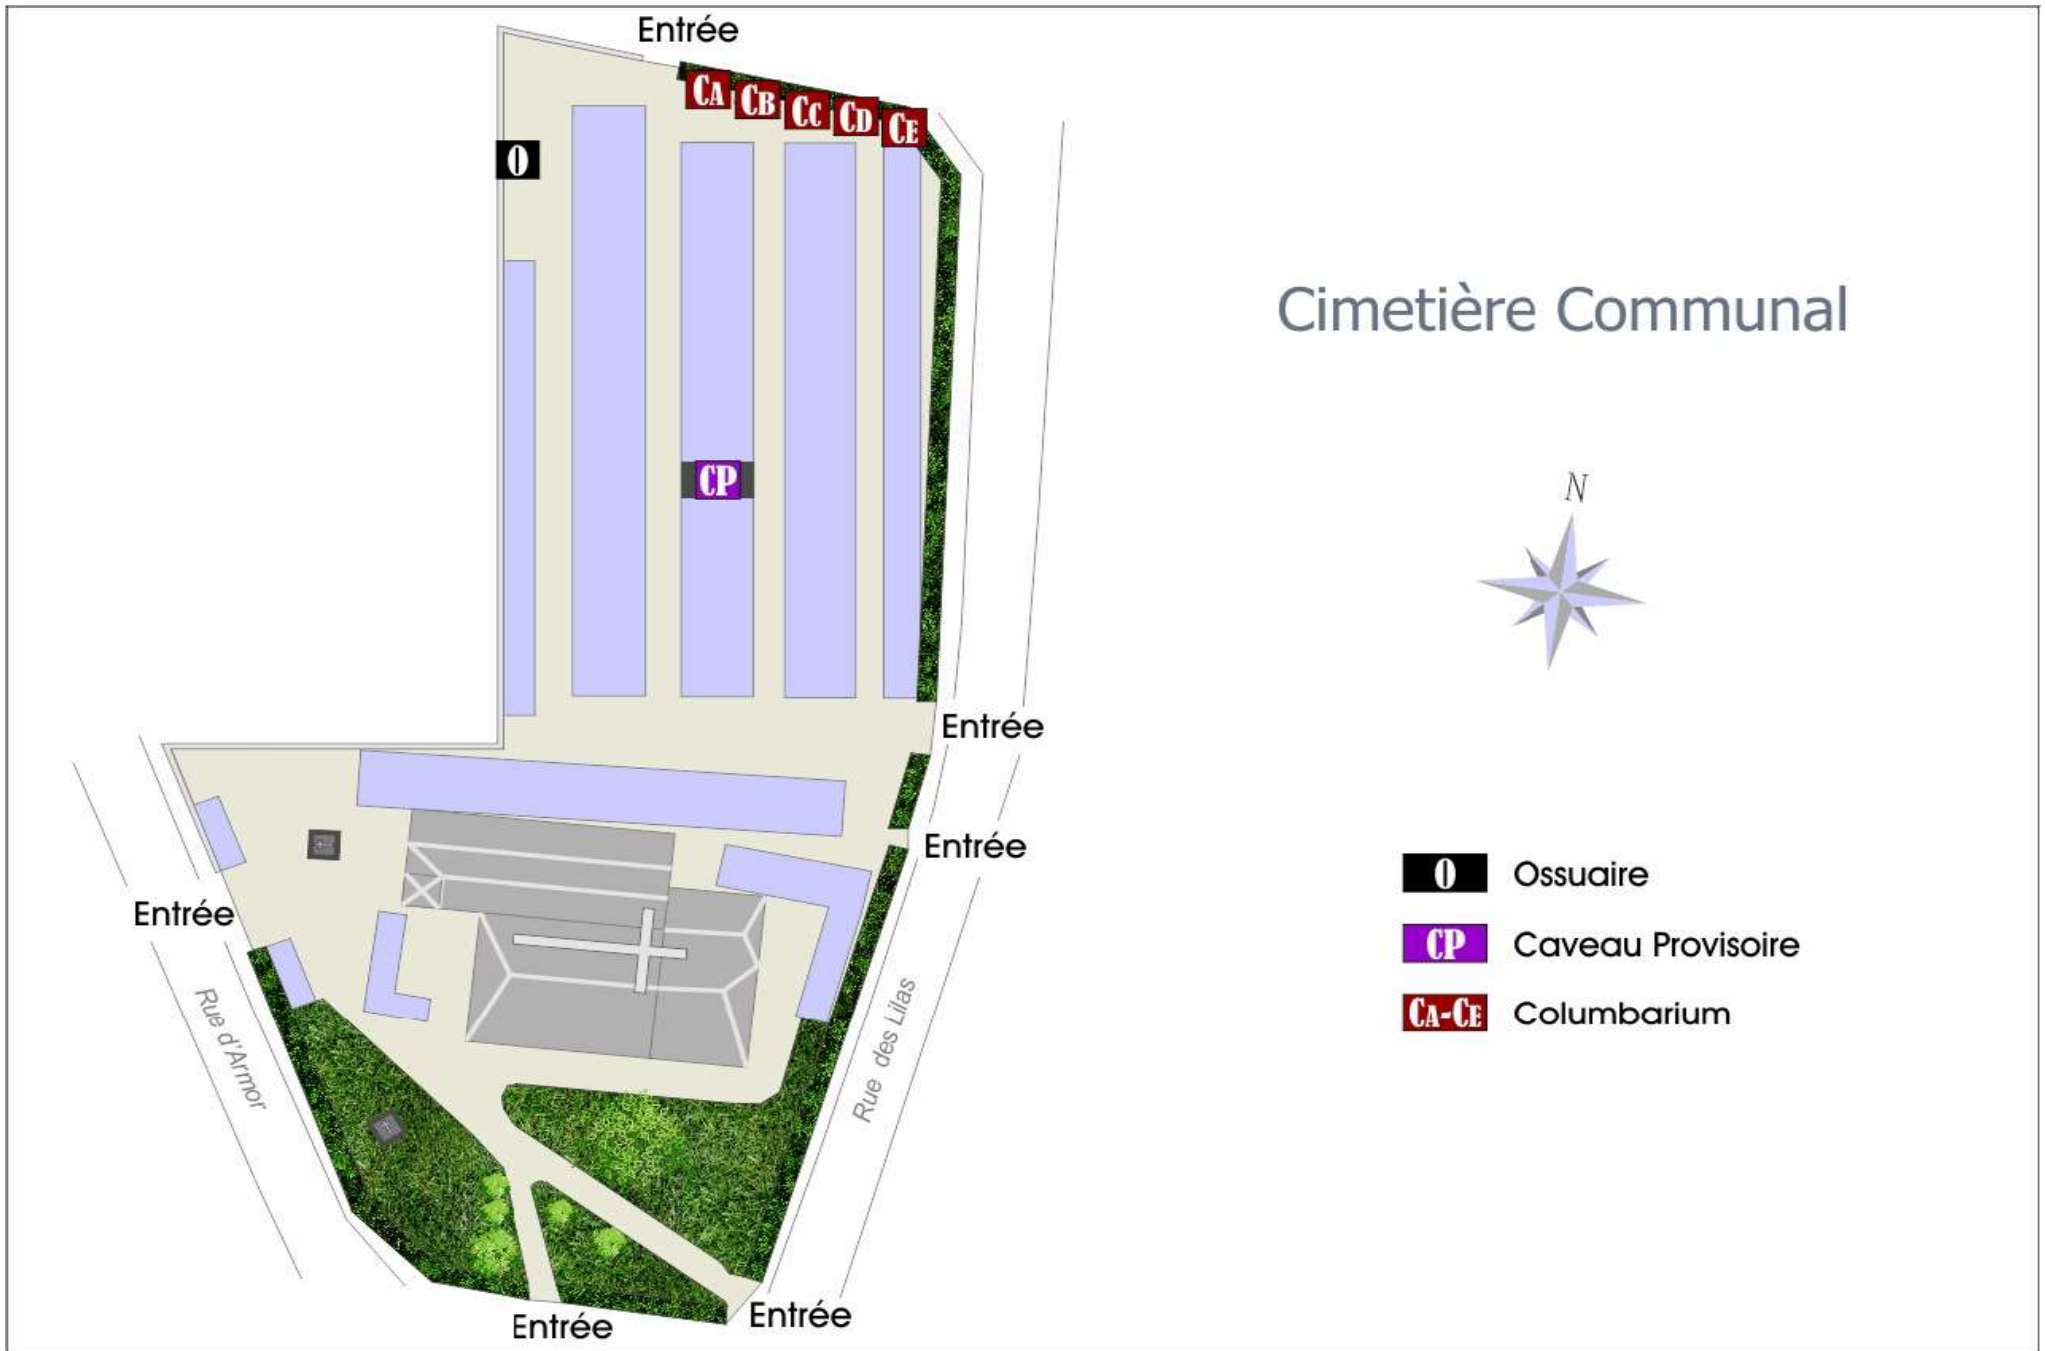 Entrée
CA CB CC CD CE
O
Cimetière Communal
CP
N
Entrée
Entrée
O Ossuaire
Entrée
CP Caveau Provisoire
CA-CE Columbarium
Rue d'Armor
Rue des Lilas
Entrée
Entrée